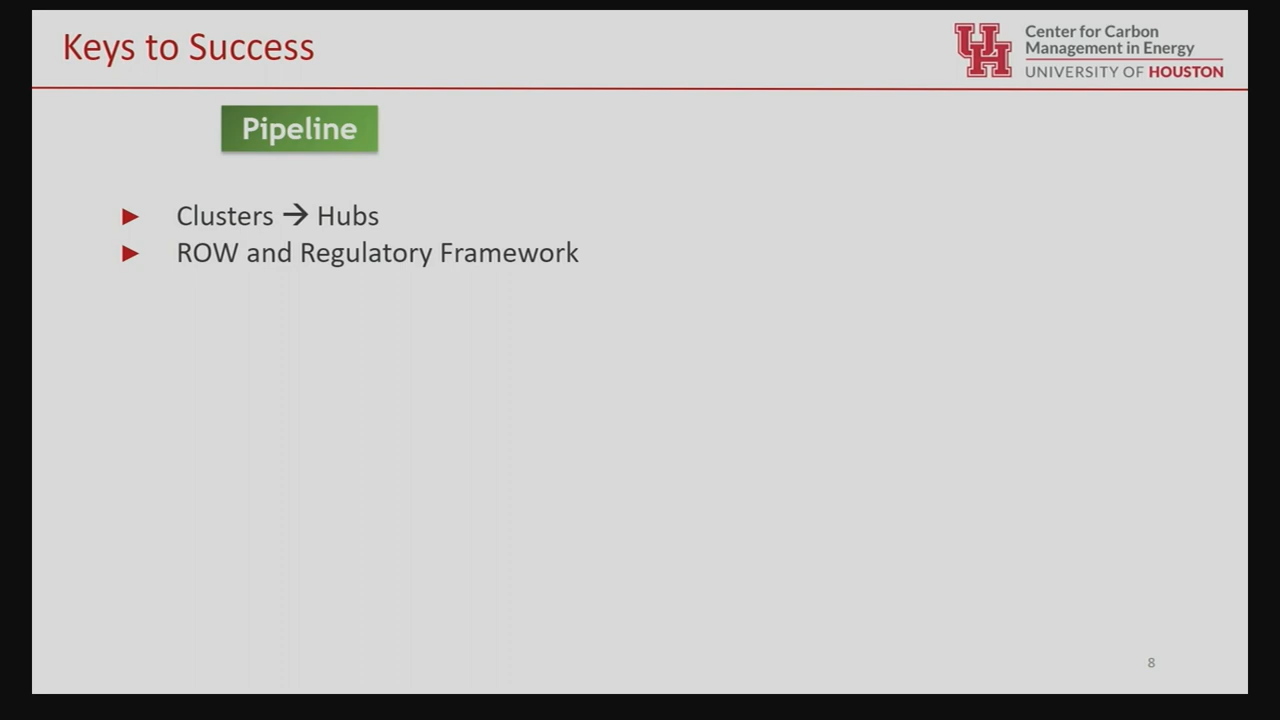 Keys to Success
Center for Carbon
Management in Energy
UNIVERSITY OF HOUSTON
Pipeline
► Clusters → Hubs
► ROW and Regulatory Framework
8